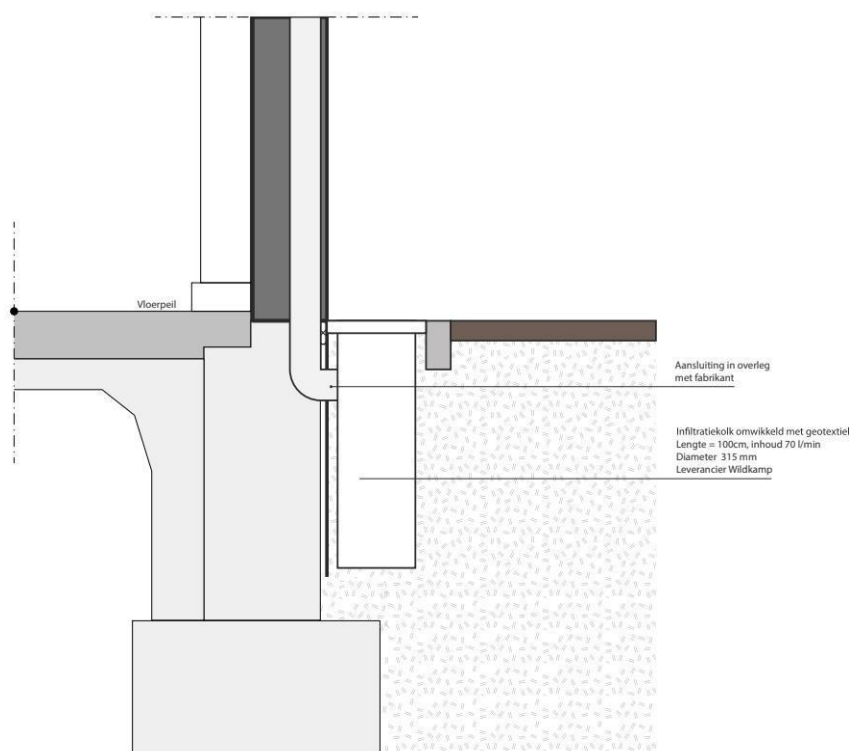 Vloerpeil
Aansluiting in overleg
met fabrikant
Infiltratiekolk omwikkeld met geotextiel
Lengte = 100cm, inhoud 70 l/min
Diameter 315 mm
Leverancier Wildkamp